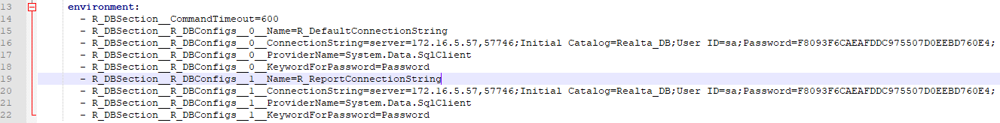 13 environment:
14 - R_DBSection__CommandTimeout=600
15 - R_DBSection__R_DBConfigs__0__Name=R_DefaultConnectionString
16 - R_DBSection__R_DBConfigs__0__ConnectionString=server=172.16.5.57,57746;Initial Catalog=Realta_DB;User ID=sa;Password=F8093F6CAEAFDDC975507D0EEBD760E4;
17 - R_DBSection__R_DBConfigs__0__ProviderName=System.Data.SqlClient
18 - R_DBSection__R_DBConfigs__0__KeywordForPassword=Password
19 - R_DBSection__R_DBConfigs__1__Name=R_ReportConnectionString
20 - R_DBSection__R_DBConfigs__1__ConnectionString=server=172.16.5.57,57746;Initial Catalog=Realta_DB;User ID=sa;Password=F8093F6CAEAFDDC975507D0EEBD760E4;
21 - R_DBSection__R_DBConfigs__1__ProviderName=System.Data.SqlClient
22 - R_DBSection__R_DBConfigs__1__KeywordForPassword=Password